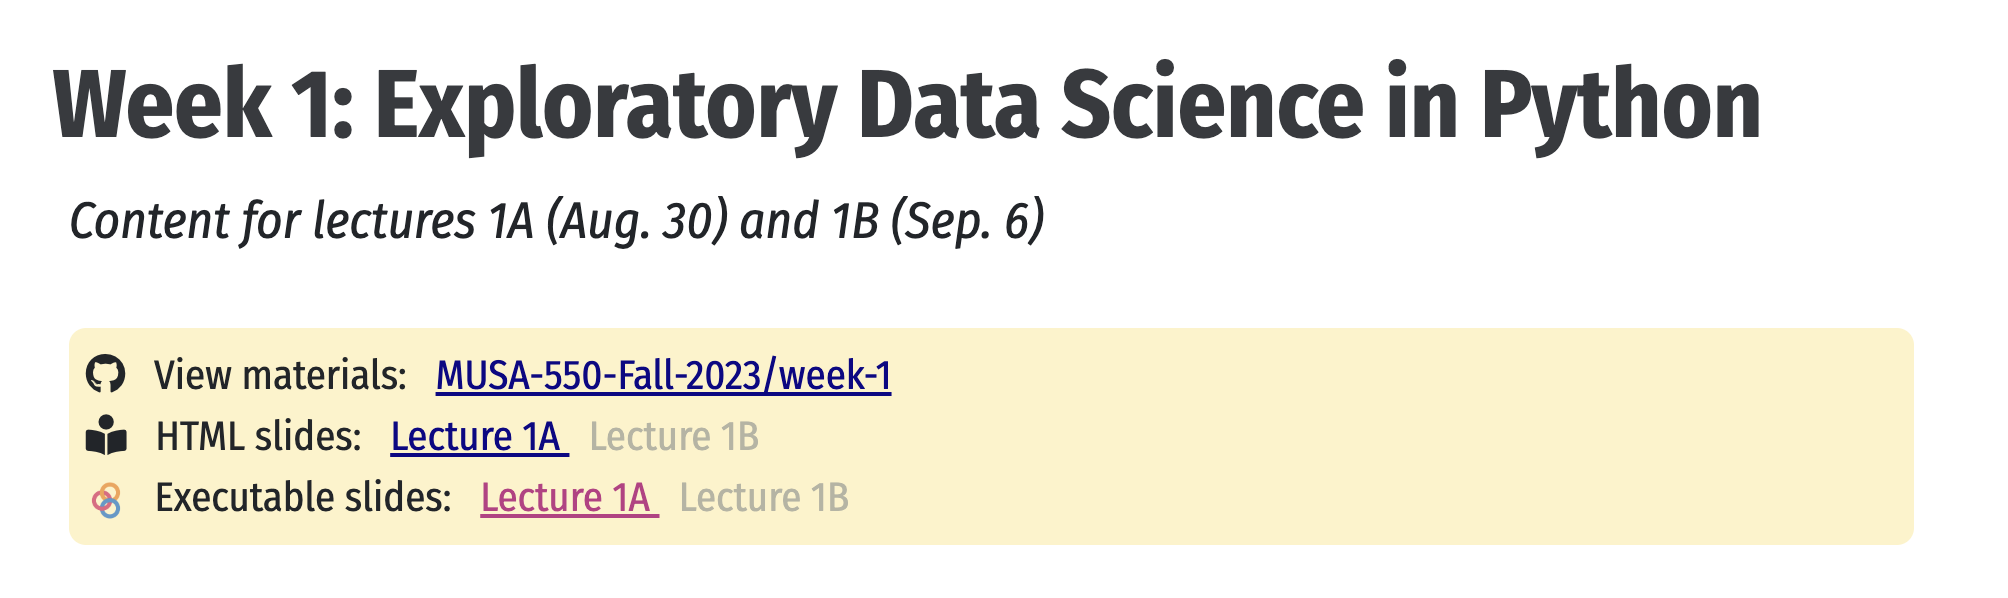 Week 1: Exploratory Data Science in Python
Content for lectures 1A (Aug. 30) and 1B (Sep. 6)
View materials: MUSA-550-Fall-2023/week-1
HTML slides: Lecture 1A Lecture 1B
Executable slides: Lecture 1A Lecture 1B